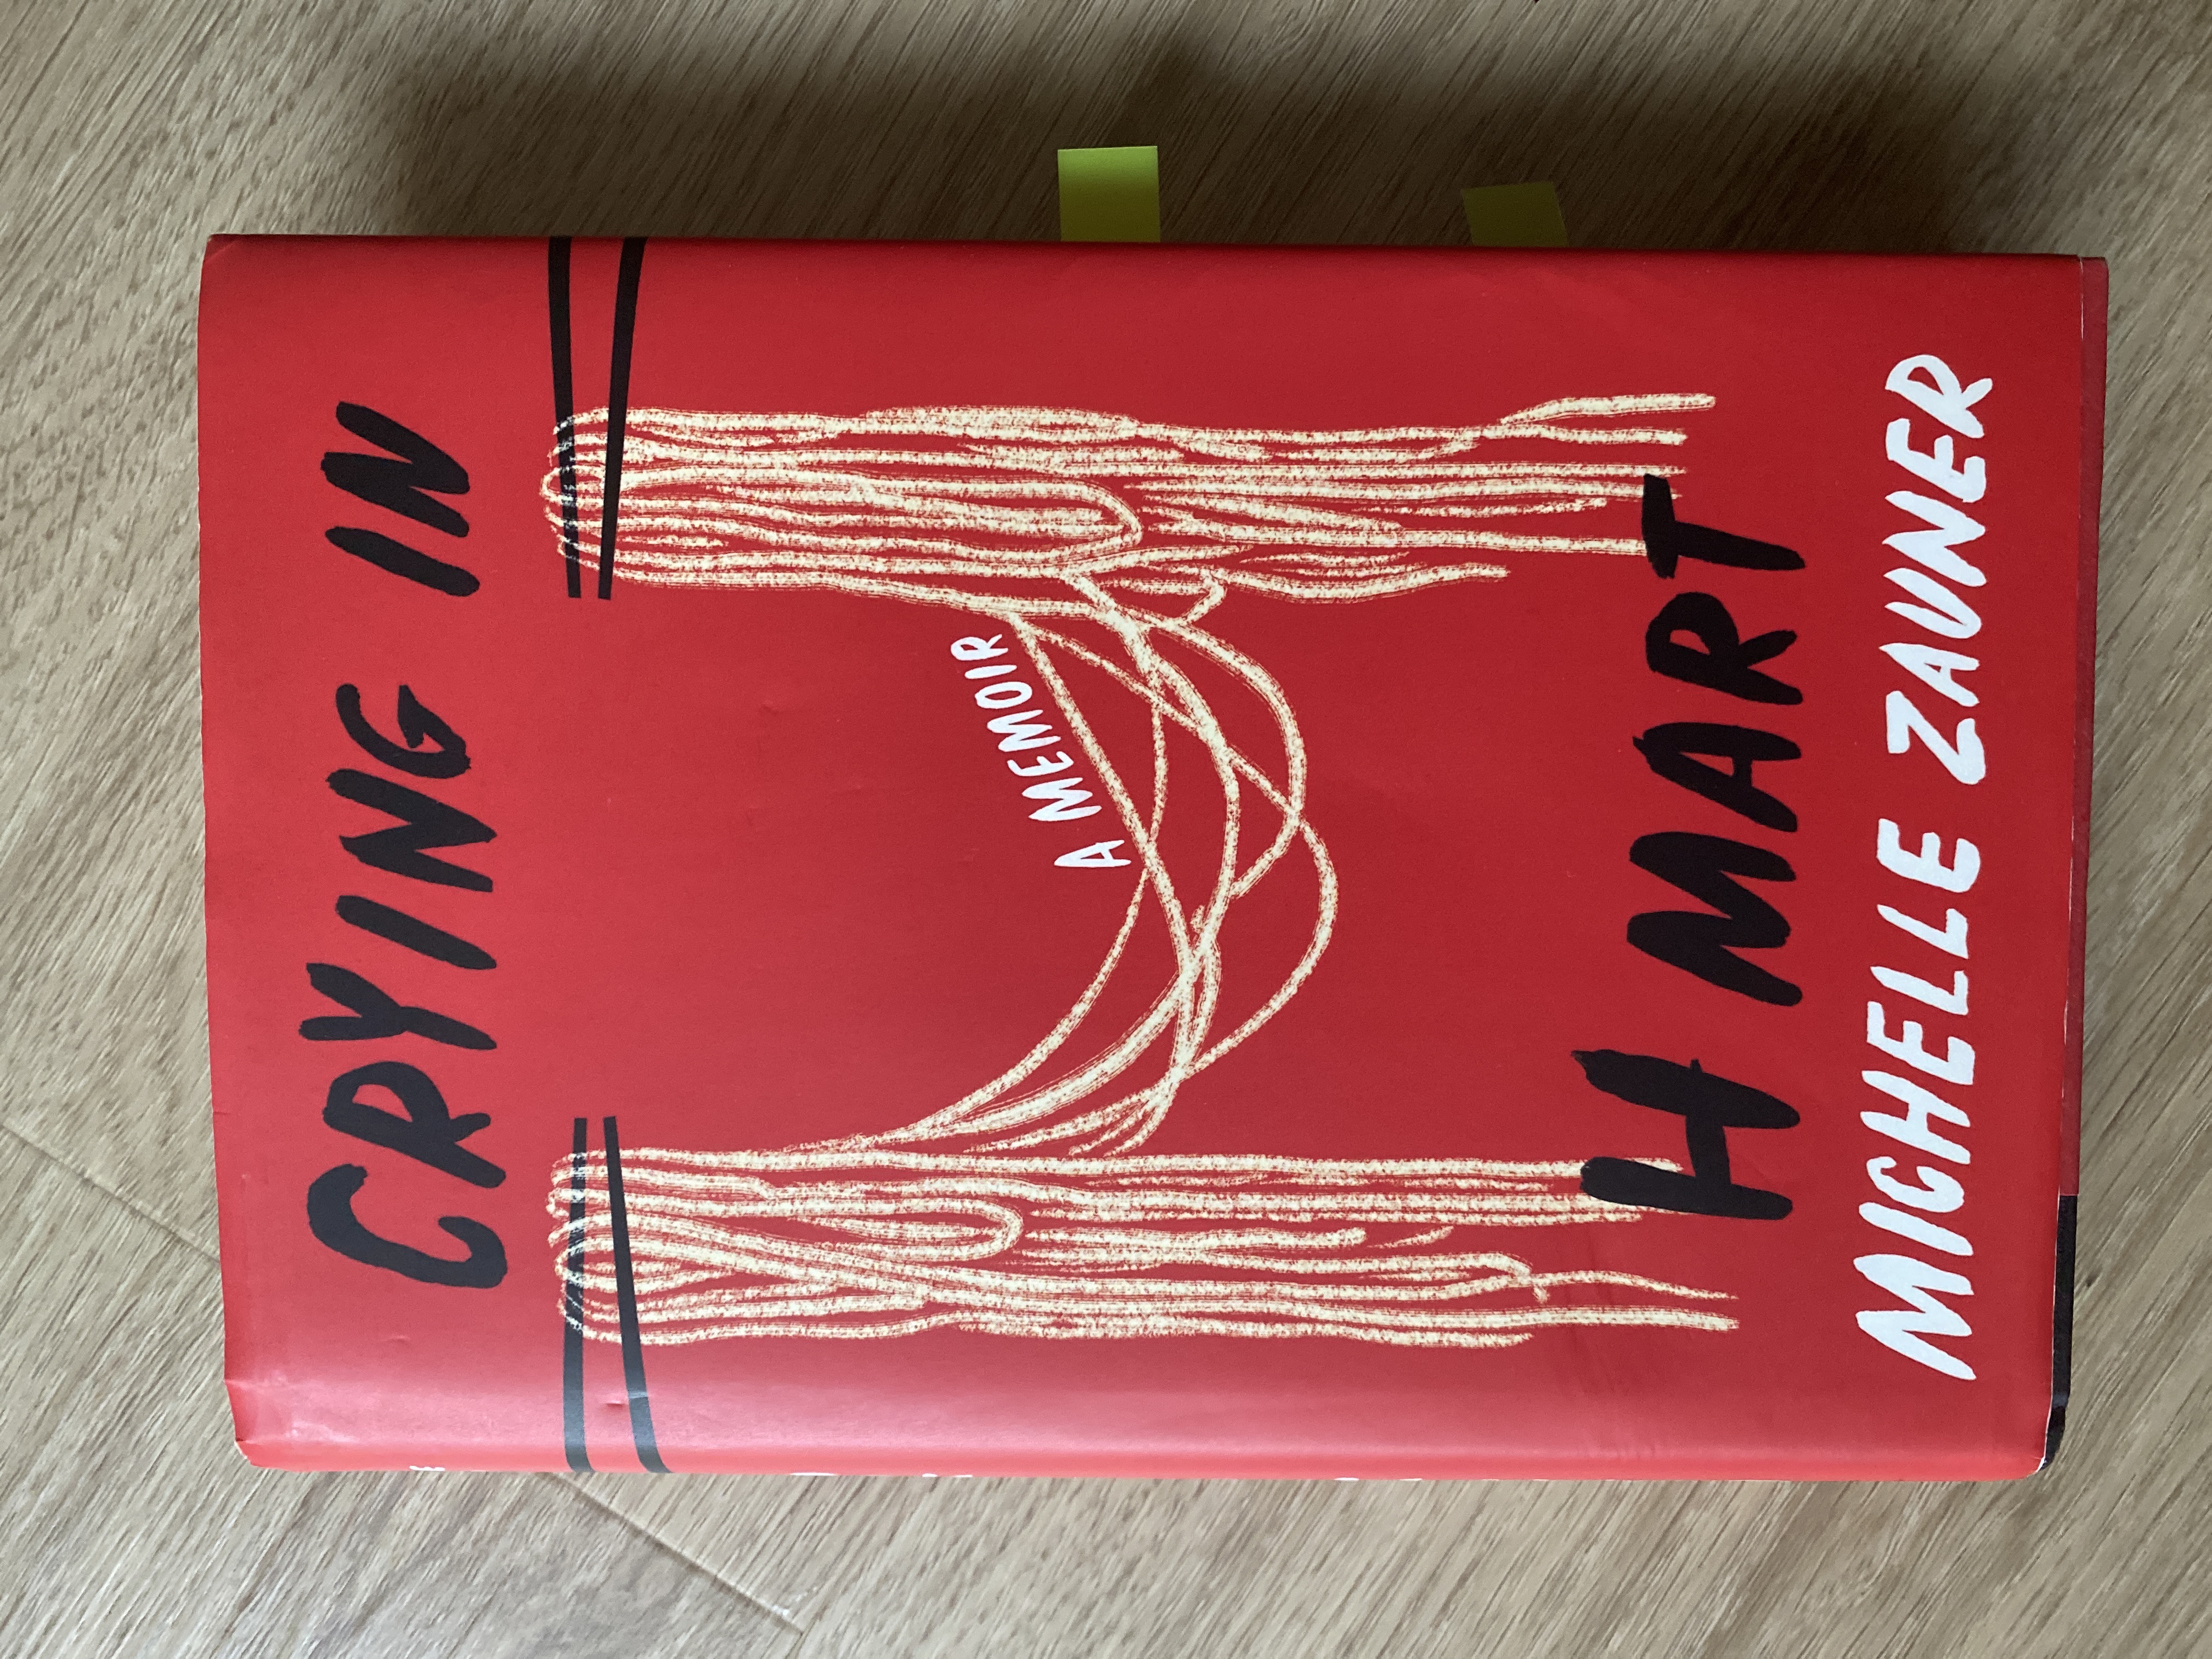 CRYING IN
A MEMOIR
H MART
MICHELLE ZAUNER